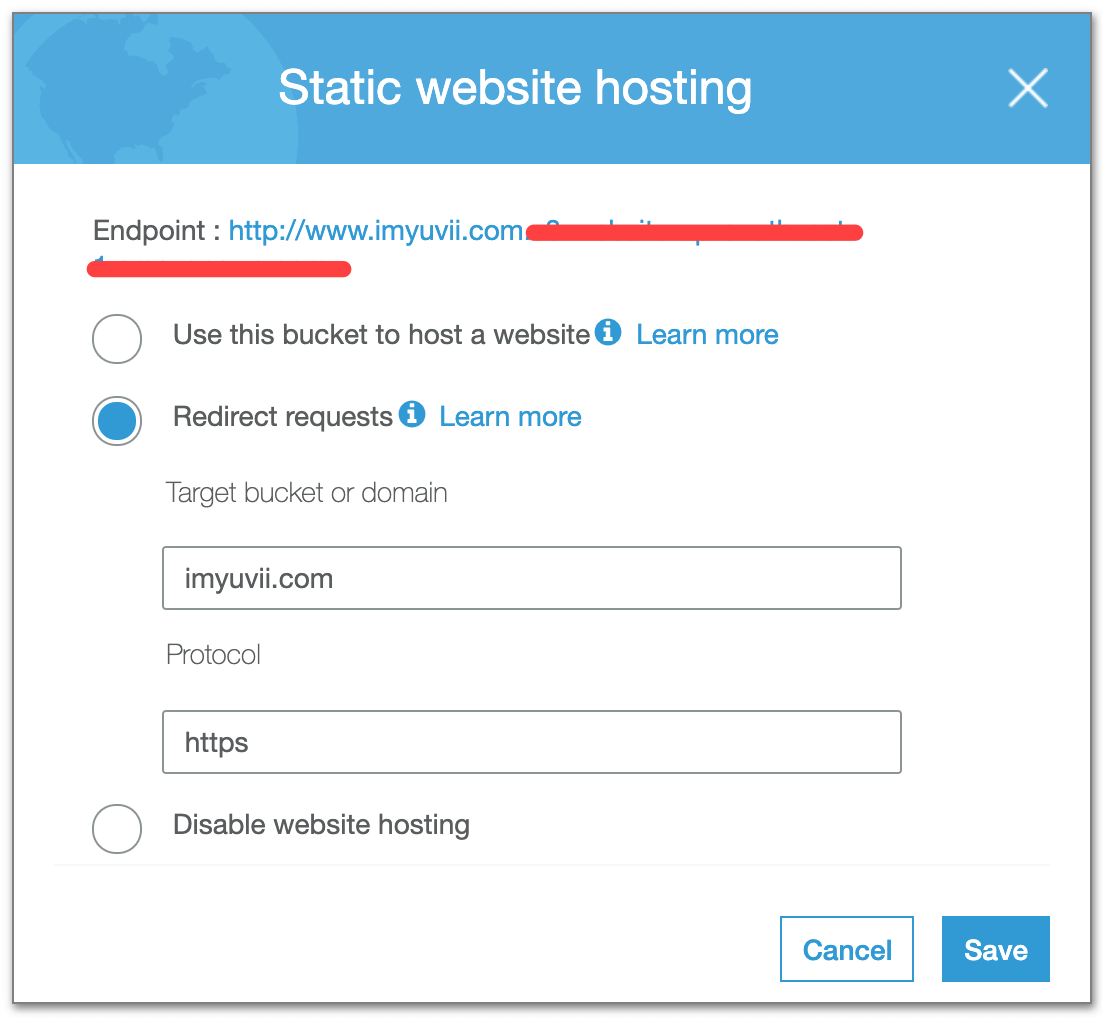 Static website hosting
Endpoint : http://www.imyuvii.com.
Use this bucket to host a website Learn more
Redirect requests Learn more
Target bucket or domain
imyuvii.com
Protocol
https
Disable website hosting
Cancel Save